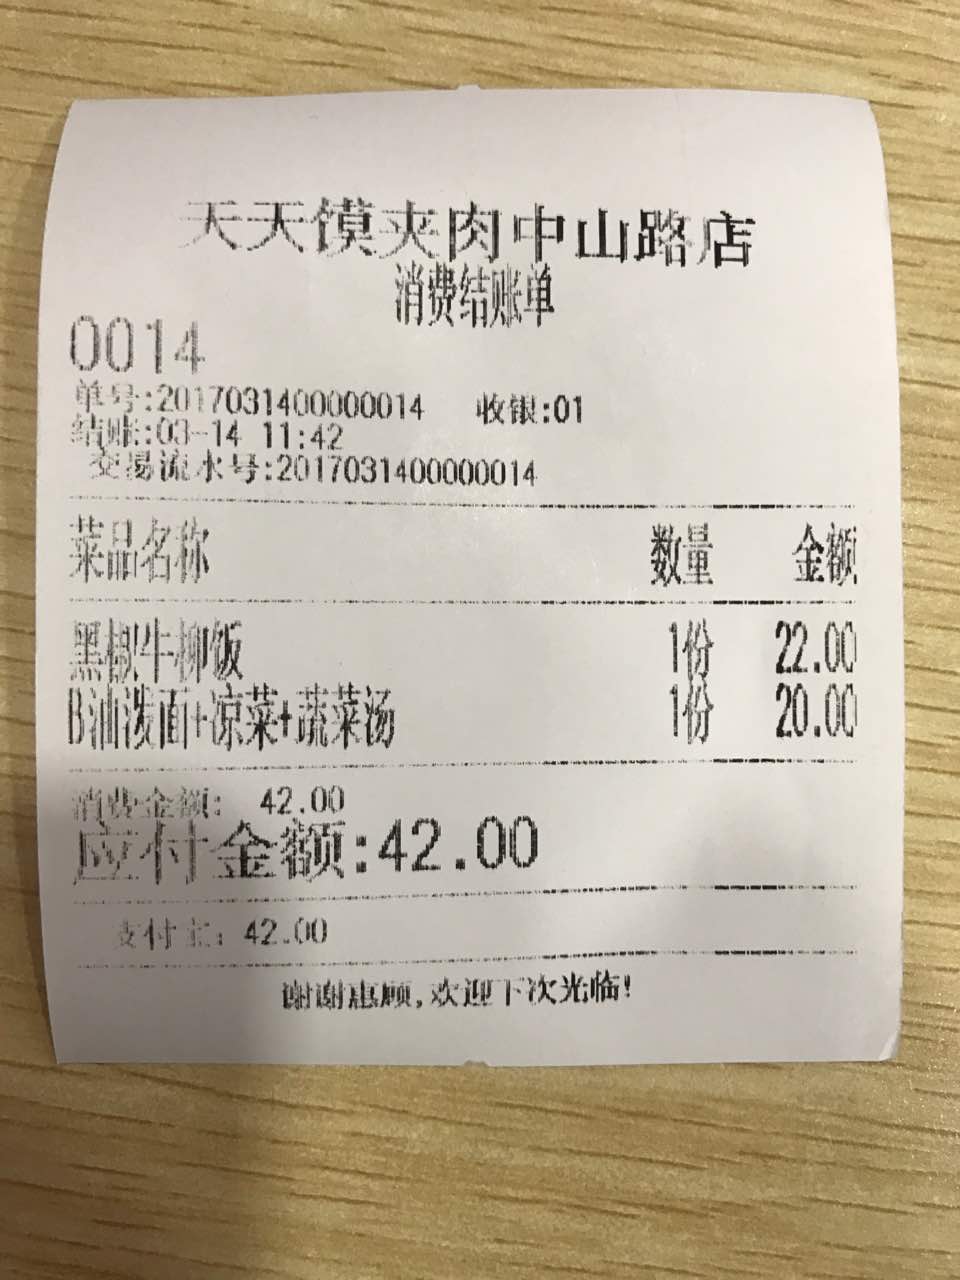 天天馍夹肉中山路店
消费结账单
0014
单号:2017031400000014 收银:01
结账:03-14 11:42
交易流水号:2017031400000014
菜品名称 数量 金额
黑椒牛柳饭 1份 22.00
B油泼面+凉菜+蔬菜汤 1份 20.00
消费金额: 42.00
应付金额:42.00
支付宝: 42.00
谢谢惠顾,欢迎下次光临!